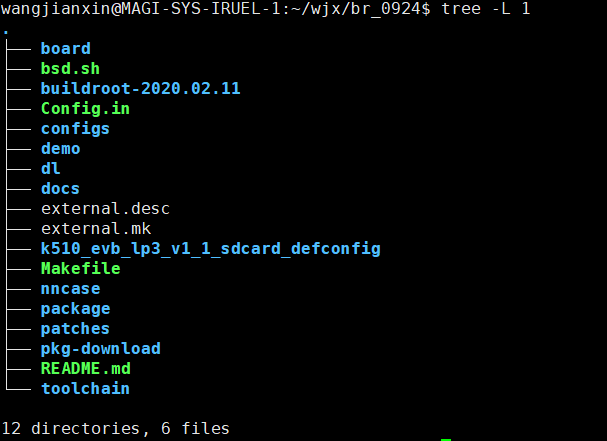 wangjianxin@MAGI-SYS-IRUEL-1:~/wjx/br_0924$ tree -L 1
.
├── board
├── bsd.sh
├── buildroot-2020.02.11
├── Config.in
├── configs
├── demo
├── dl
├── docs
├── external.desc
├── external.mk
├── k510_evb_lp3_v1_1_sdcard_defconfig
├── Makefile
├── nncase
├── package
├── patches
├── pkg-download
├── README.md
└── toolchain
12 directories, 6 files